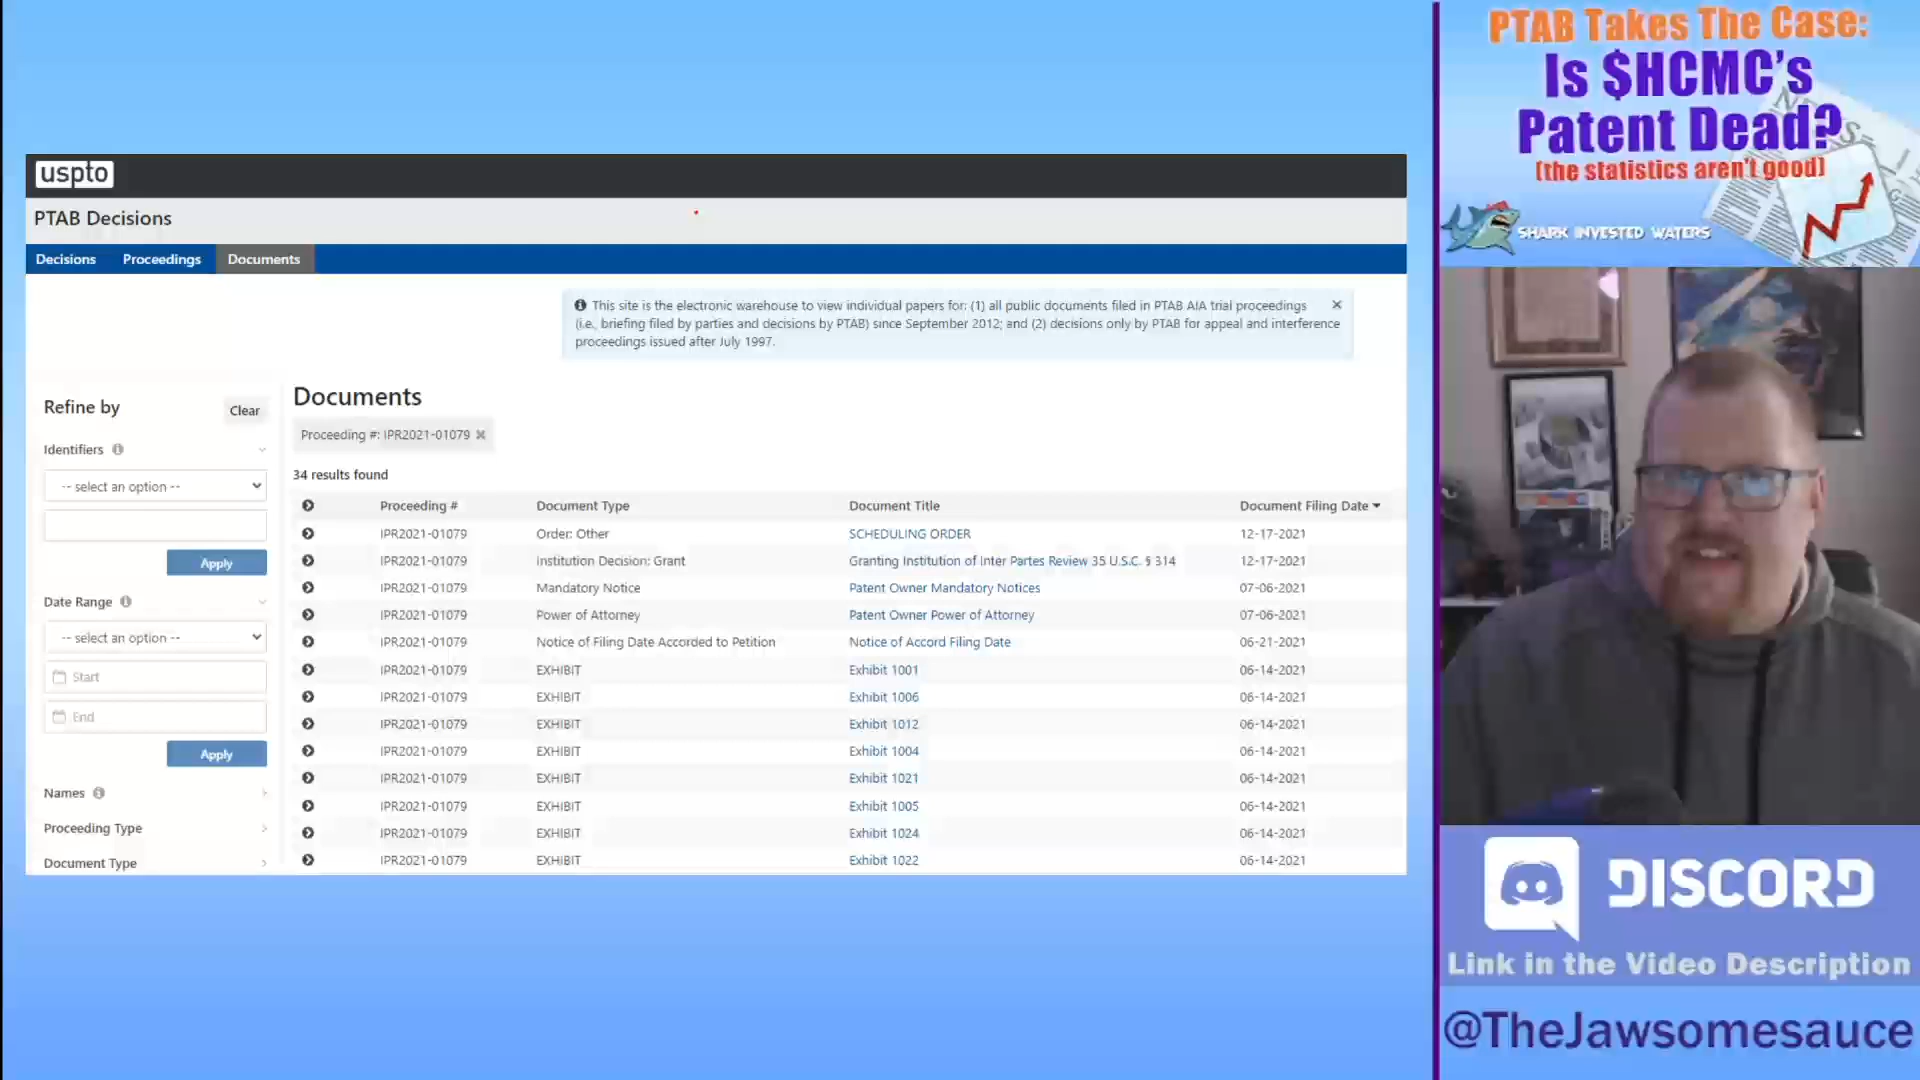 uspto
PTAB Decisions
Decisions Proceedings Documents
This site is the electronic warehouse to view individual papers for: (1) all public documents filed in PTAB AIA trial proceedings
(i.e., briefing filed by parties and decisions by PTAB) since September 2012; and (2) decisions only by PTAB for appeal and interference
proceedings issued after July 1997.
Refine by
Clear
Identifiers
-- select an option --
Apply
Date Range
-- select an option --
Start
End
Apply
Names
Proceeding Type
Document Type
Documents
Proceeding #: IPR2021-01079
34 results found
Proceeding # Document Type Document Title Document Filing Date
IPR2021-01079 Order: Other SCHEDULING ORDER 12-17-2021
IPR2021-01079 Institution Decision: Grant Granting Institution of Inter Partes Review 35 U.S.C. § 314 12-17-2021
IPR2021-01079 Mandatory Notice Patent Owner Mandatory Notices 07-06-2021
IPR2021-01079 Power of Attorney Patent Owner Power of Attorney 07-06-2021
IPR2021-01079 Notice of Filing Date Accorded to Petition Notice of Accord Filing Date 06-21-2021
IPR2021-01079 EXHIBIT Exhibit 1001 06-14-2021
IPR2021-01079 EXHIBIT Exhibit 1006 06-14-2021
IPR2021-01079 EXHIBIT Exhibit 1012 06-14-2021
IPR2021-01079 EXHIBIT Exhibit 1004 06-14-2021
IPR2021-01079 EXHIBIT Exhibit 1021 06-14-2021
IPR2021-01079 EXHIBIT Exhibit 1005 06-14-2021
IPR2021-01079 EXHIBIT Exhibit 1024 06-14-2021
IPR2021-01079 EXHIBIT Exhibit 1022 06-14-2021
PTAB Takes The Case:
Is $HCMC's
Patent Dead?
(the statistics aren't good)
SHARK INVESTED WATERS
NEWS
DISCORD
Link in the Video Description
@TheJawsomesauce